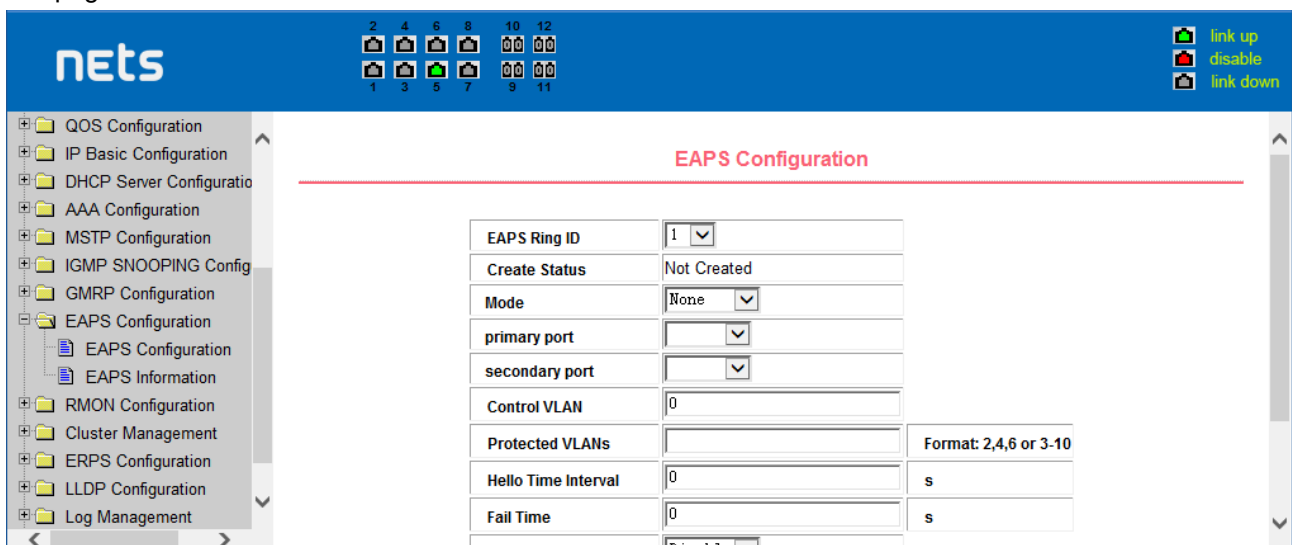 2 4 6 8 10 12
nets
1 3 5 7 9 11
link up
disable
link down
QOS Configuration
IP Basic Configuration
DHCP Server Configuratio
AAA Configuration
MSTP Configuration
IGMP SNOOPING Config
GMRP Configuration
EAPS Configuration
EAPS Configuration
EAPS Information
RMON Configuration
Cluster Management
ERPS Configuration
LLDP Configuration
Log Management
EAPS Configuration
EAPS Ring ID 1
Create Status Not Created
Mode None
primary port
secondary port
Control VLAN 0
Protected VLANs Format: 2,4,6 or 3-10
Hello Time Interval 0 s
Fail Time 0 s